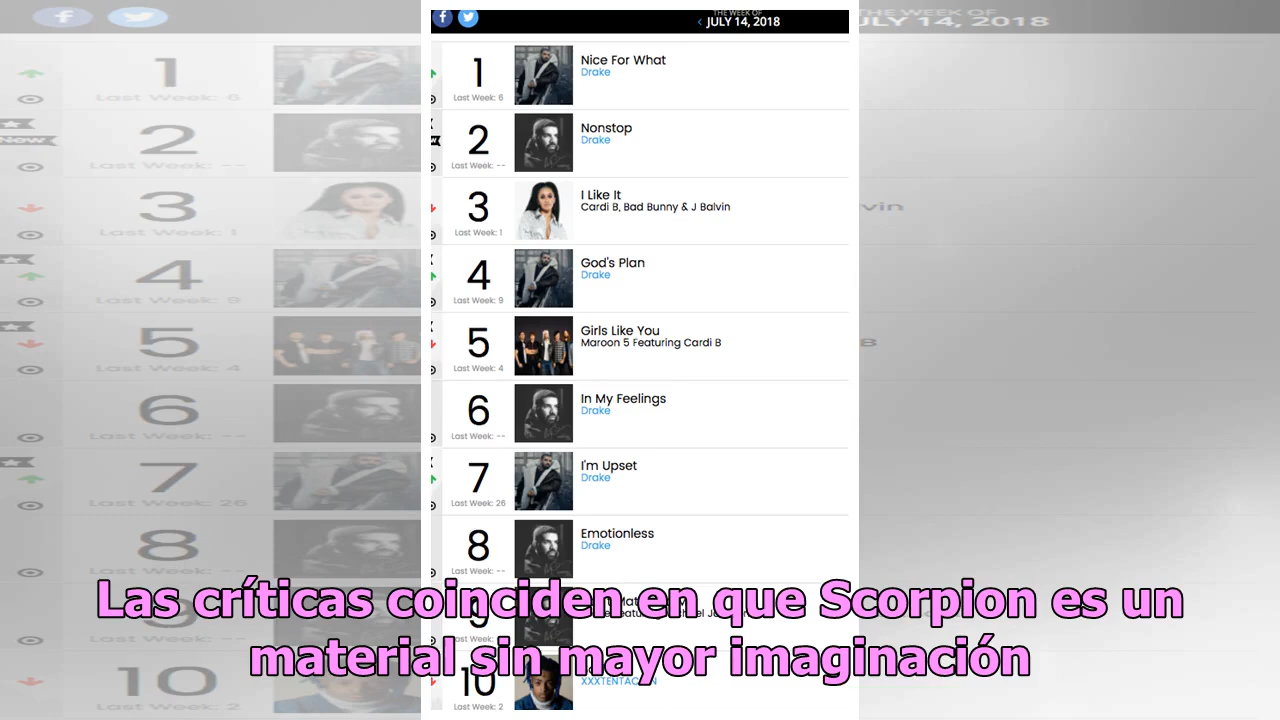 THE WEEK OF
JULY 14, 2018
1
Last Week: 6
Nice For What
Drake
2
Last Week: --
Nonstop
Drake
3
Last Week: 1
I Like It
Cardi B, Bad Bunny & J Balvin
4
Last Week: 9
God's Plan
Drake
5
Last Week: 4
Girls Like You
Maroon 5 Featuring Cardi B
6
Last Week: --
In My Feelings
Drake
7
Last Week: 26
I'm Upset
Drake
8
Last Week: --
Emotionless
Drake
9
Las críticas coinciden en que Scorpion es un
material sin mayor imaginación
10
Last Week: 2